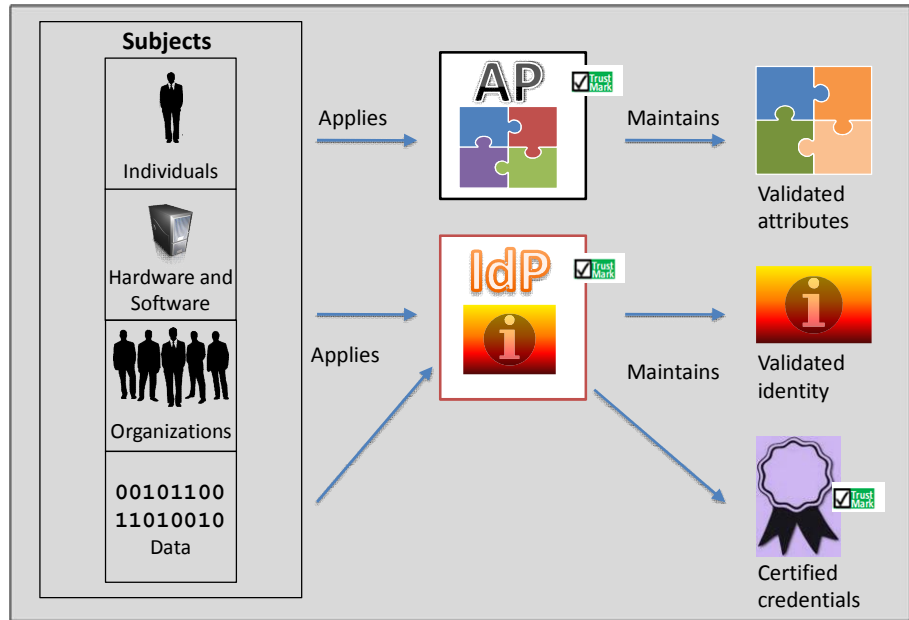 Subjects
Individuals
Hardware and
Software
Organizations
00101100
11010010
Data
Applies
Applies
AP
Trust
Mark
IdP
i
Trust
Mark
Maintains
Maintains
Validated
attributes
i
Validated
identity
Trust
Mark
Certified
credentials